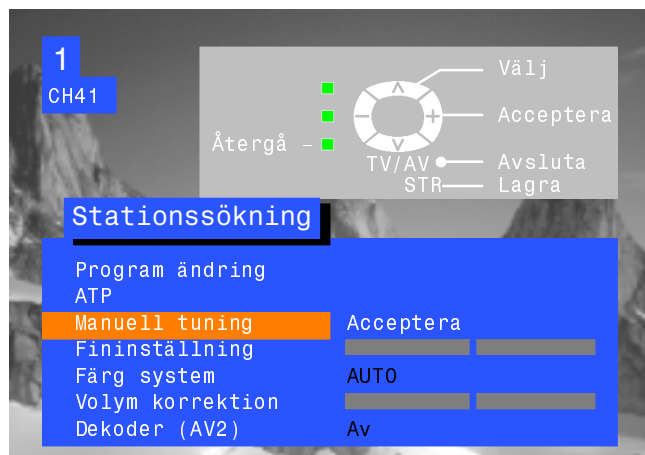 1
CH41
Välj
Acceptera
Återgå
TV/AV Avsluta
STR Lagra
Stationssökning
Program ändring
ATP
Manuell tuning Acceptera
Fininställning
Färg system AUTO
Volym korrektion
Dekoder (AV2) Av